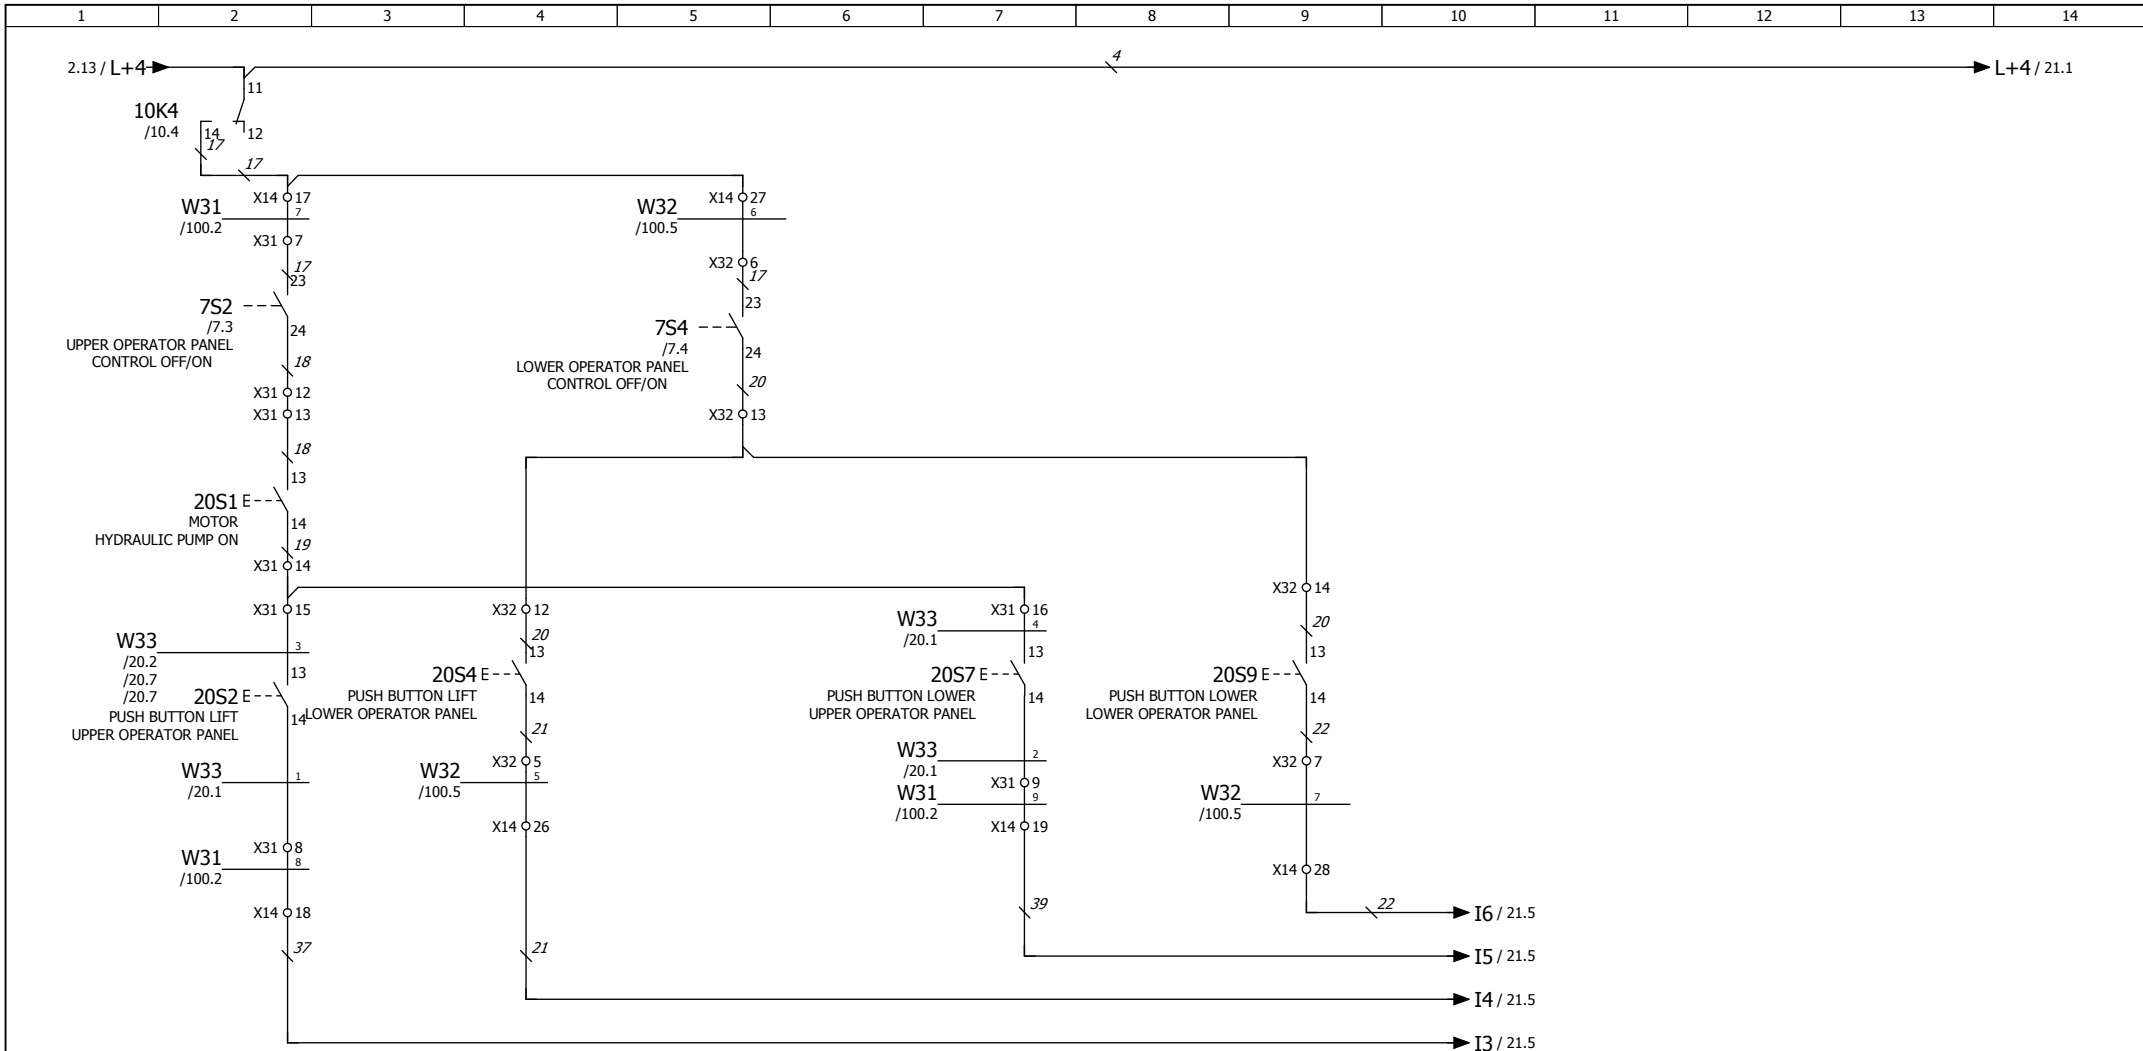 1 2 3 4 5 6 7 8 9 10 11 12 13 14
2.13 / L+4
4
L+4 / 21.1
11
10K4
/10.4
14 12
17
17
X14 17
W31 7
/100.2
X31 7
17
23
7S2
/7.3
24
UPPER OPERATOR PANEL
CONTROL OFF/ON
18
X31 12
X31 13
18
13
20S1 E
MOTOR
14
HYDRAULIC PUMP ON
19
X31 14
X31 15
W33 3
/20.2
/20.7
/20.7
13
20S2 E
PUSH BUTTON LIFT
14
UPPER OPERATOR PANEL
W33 1
/20.1
X31 8
W31 8
/100.2
X14 18
37
X14 27
W32 6
/100.5
X32 6
17
23
7S4
/7.4
24
LOWER OPERATOR PANEL
CONTROL OFF/ON
20
X32 13
X32 12
20
13
20S4 E
PUSH BUTTON LIFT
14
LOWER OPERATOR PANEL
21
X32 5
W32 5
/100.5
X14 26
21
X31 16
W33 4
/20.1
13
20S7 E
PUSH BUTTON LOWER
14
UPPER OPERATOR PANEL
W33 2
/20.1
X31 9
W31 9
/100.2
X14 19
39
X32 14
20
13
20S9 E
PUSH BUTTON LOWER
14
LOWER OPERATOR PANEL
22
X32 7
W32 7
/100.5
X14 28
22
I6 / 21.5
I5 / 21.5
I4 / 21.5
I3 / 21.5